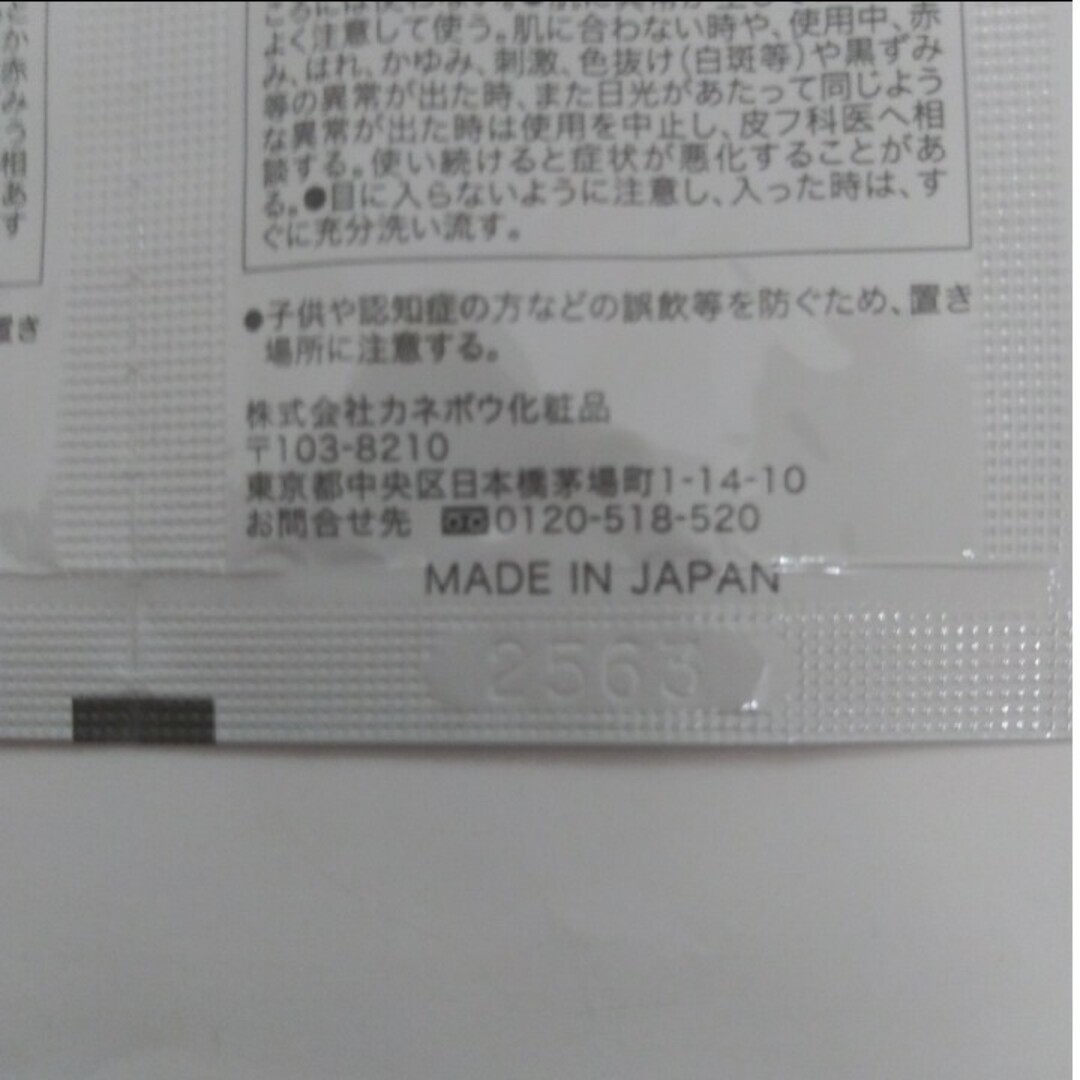 よく注意して使う。肌に合わない時や、使用中、赤
み、はれ、かゆみ、刺激、色抜け(白斑等)や黒ずみ
等の異常が出た時、また日光があたって同じよう
な異常が出た時は使用を中止し、皮フ科医へ相
談する。使い続けると症状が悪化することがあ
る。●目に入らないように注意し、入った時は、す
ぐに充分洗い流す。
●子供や認知症の方などの誤飲等を防ぐため、置き
場所に注意する。
株式会社カネボウ化粧品
〒103-8210
東京都中央区日本橋茅場町1-14-10
お問合せ先 0120-518-520
MADE IN JAPAN
2563